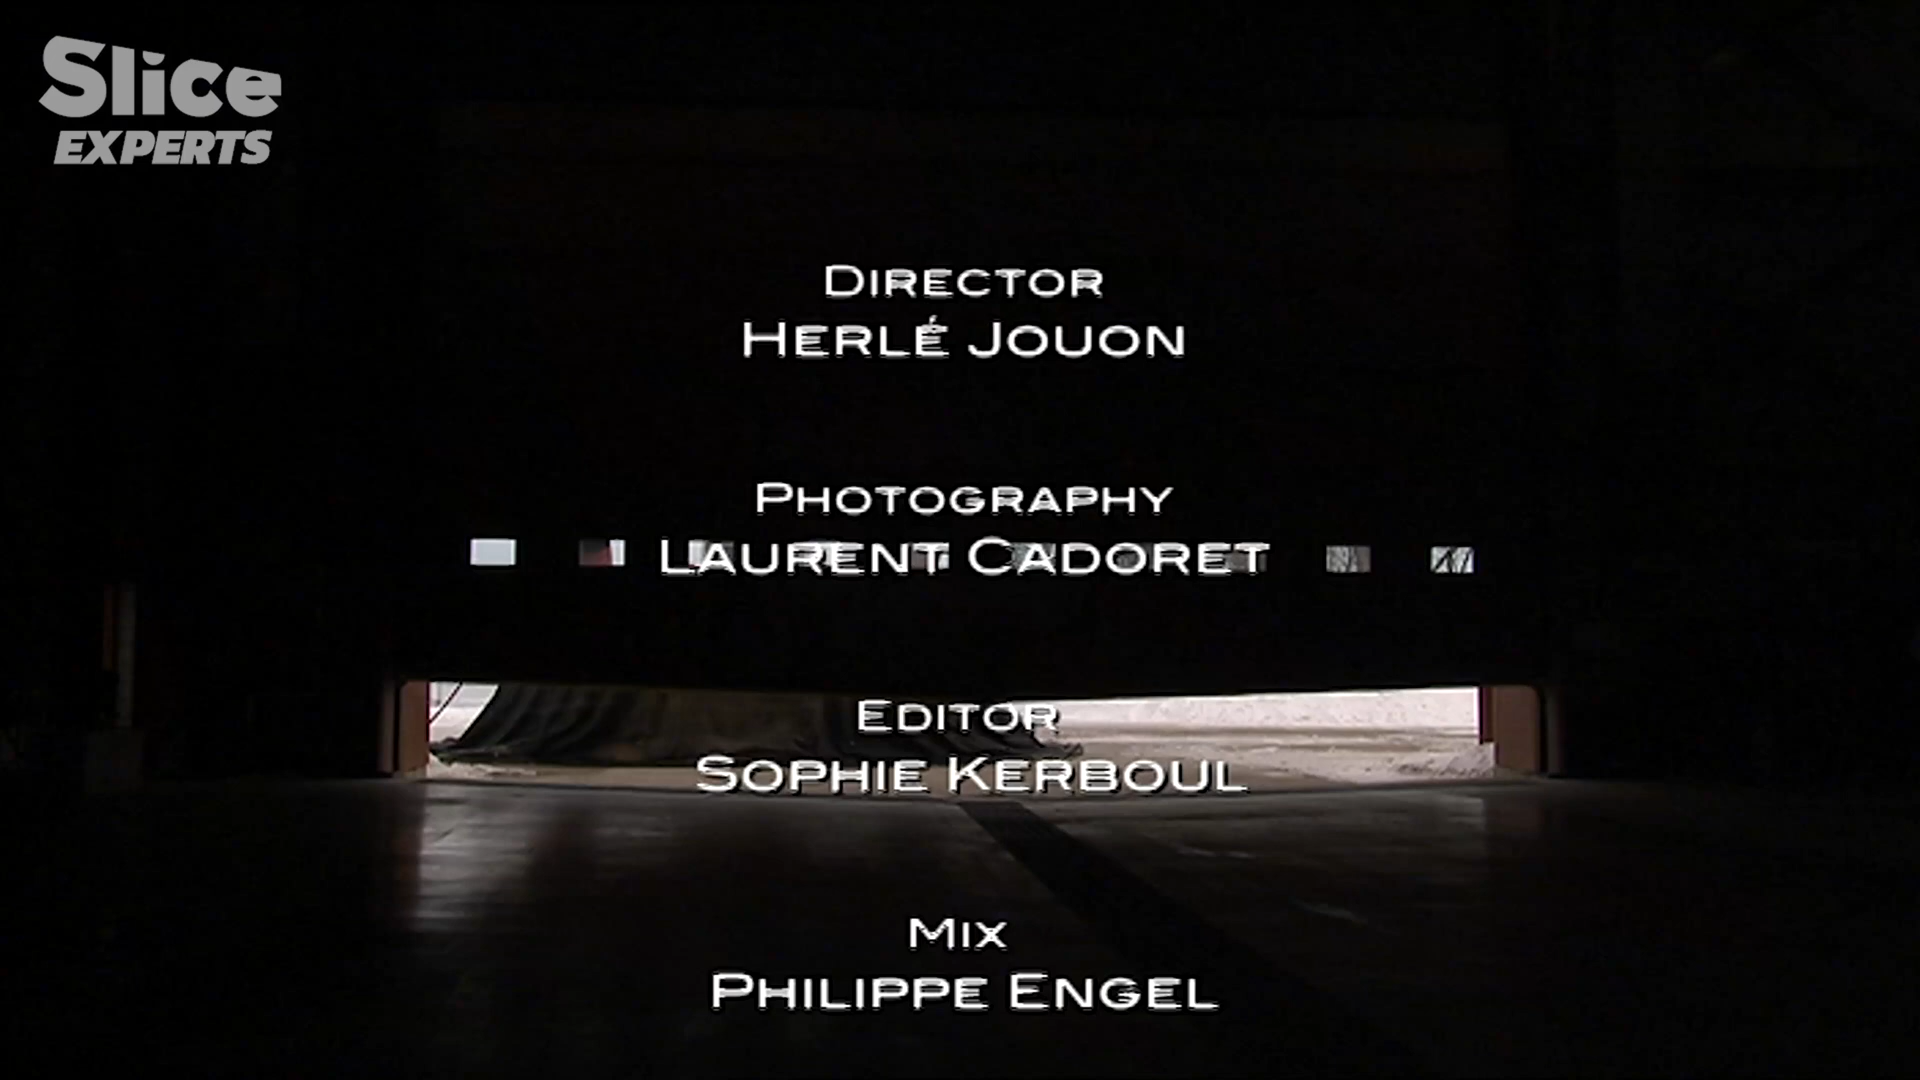 Slice
EXPERTS
DIRECTOR
HERLÉ JOUON
PHOTOGRAPHY
LAURENT CADORET
EDITOR
SOPHIE KERBOUL
MIX
PHILIPPE ENGEL